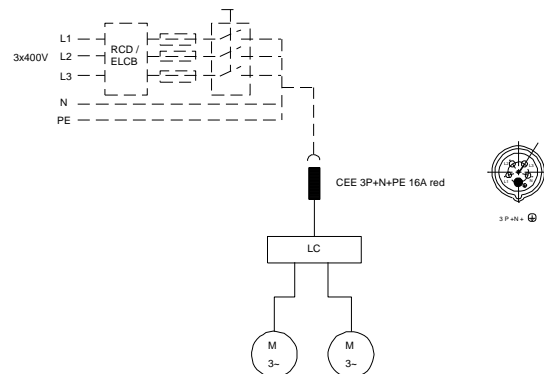 3x400V
L1
L2
L3
N
PE
RCD /
ELCB
CEE 3P+N+PE 16A red
3 P +N +
LC
M
3~
M
3~